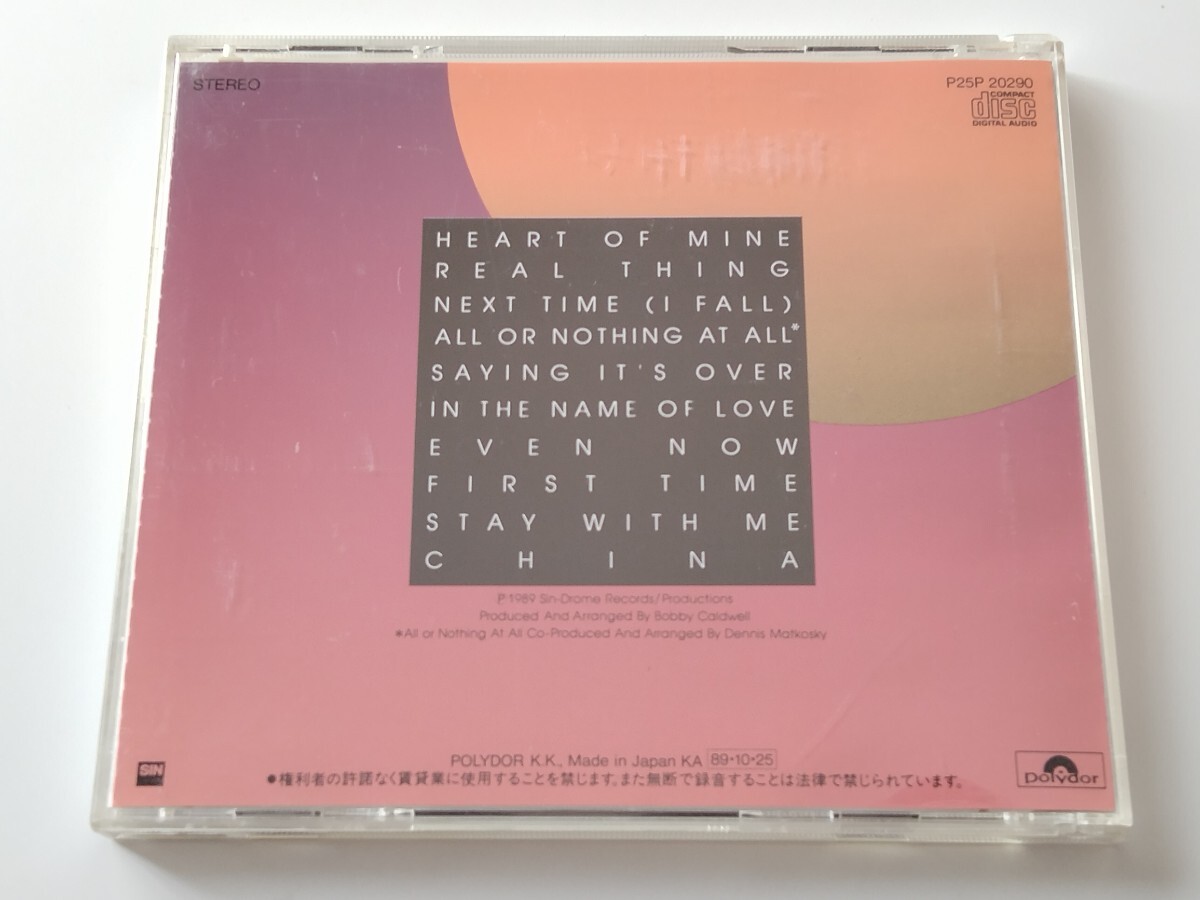 STEREO
P25P 20290
COMPACT
disc
DIGITAL AUDIO
HEART OF MINE
REAL THING
NEXT TIME (I FALL)
ALL OR NOTHING AT ALL*
SAYING IT'S OVER
IN THE NAME OF LOVE
EVEN NOW
FIRST TIME
STAY WITH ME
CHINA
℗1989 Sin-Drome Records/Productions
Produced And Arranged By Bobby Caldwell
*All or Nothing At All Co-Produced And Arranged By Dennis Matkosky
POLYDOR K.K., Made in Japan KA 89·10·25
●権利者の許諾なく賃貸業に使用することを禁じます。また無断で録音することは法律で禁じられています。
SIN
Polydor